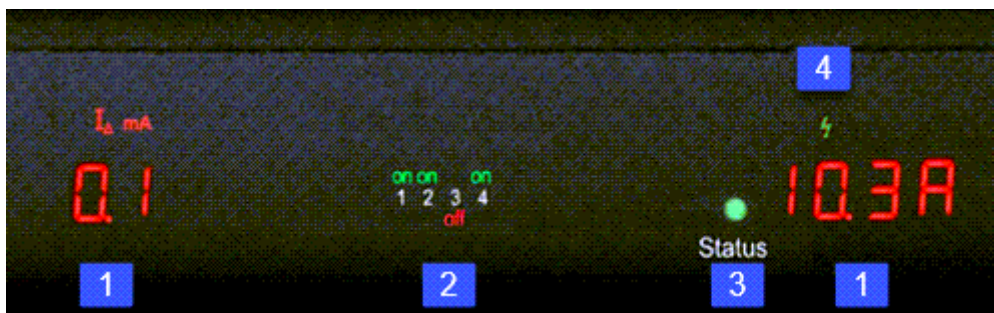 4
I∆ mA
0.1
on on on
1 2 3 4
off
10.3A
Status
1 2 3 1